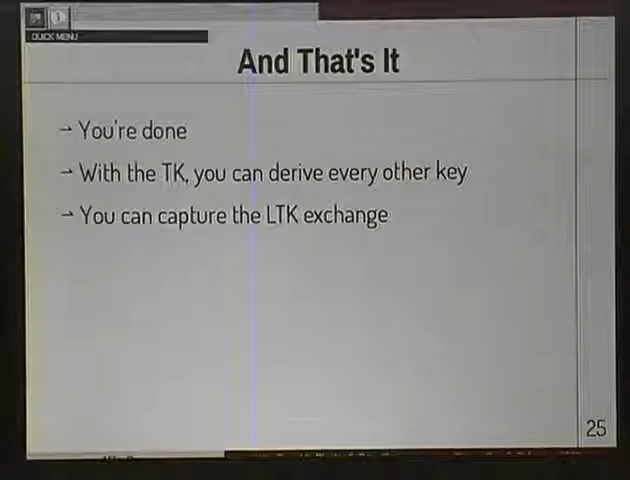 QUICK MENU
And That's It
→ You're done
→ With the TK, you can derive every other key
→ You can capture the LTK exchange
25